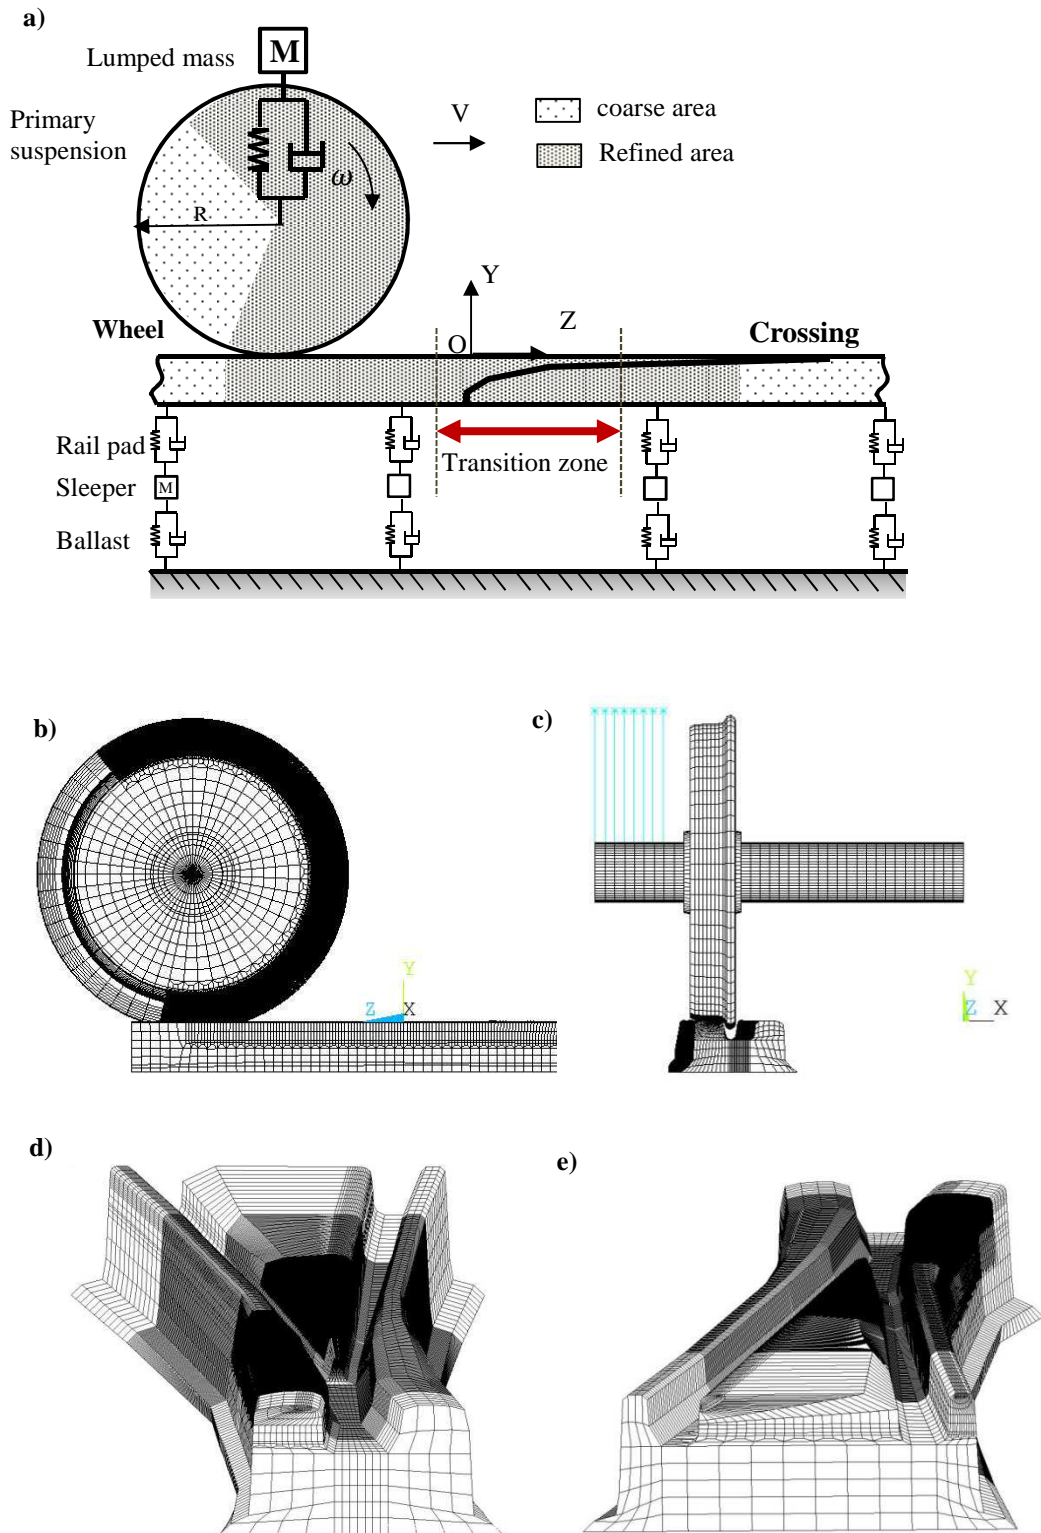 a)
Lumped mass
M
Primary
suspension
ω
R
V
coarse area
Refined area
Y
Z
O
Wheel
Crossing
Rail pad
Transition zone
Sleeper
M
Ballast
b)
Y
Z
X
c)
Y
Z
X
d)
e)